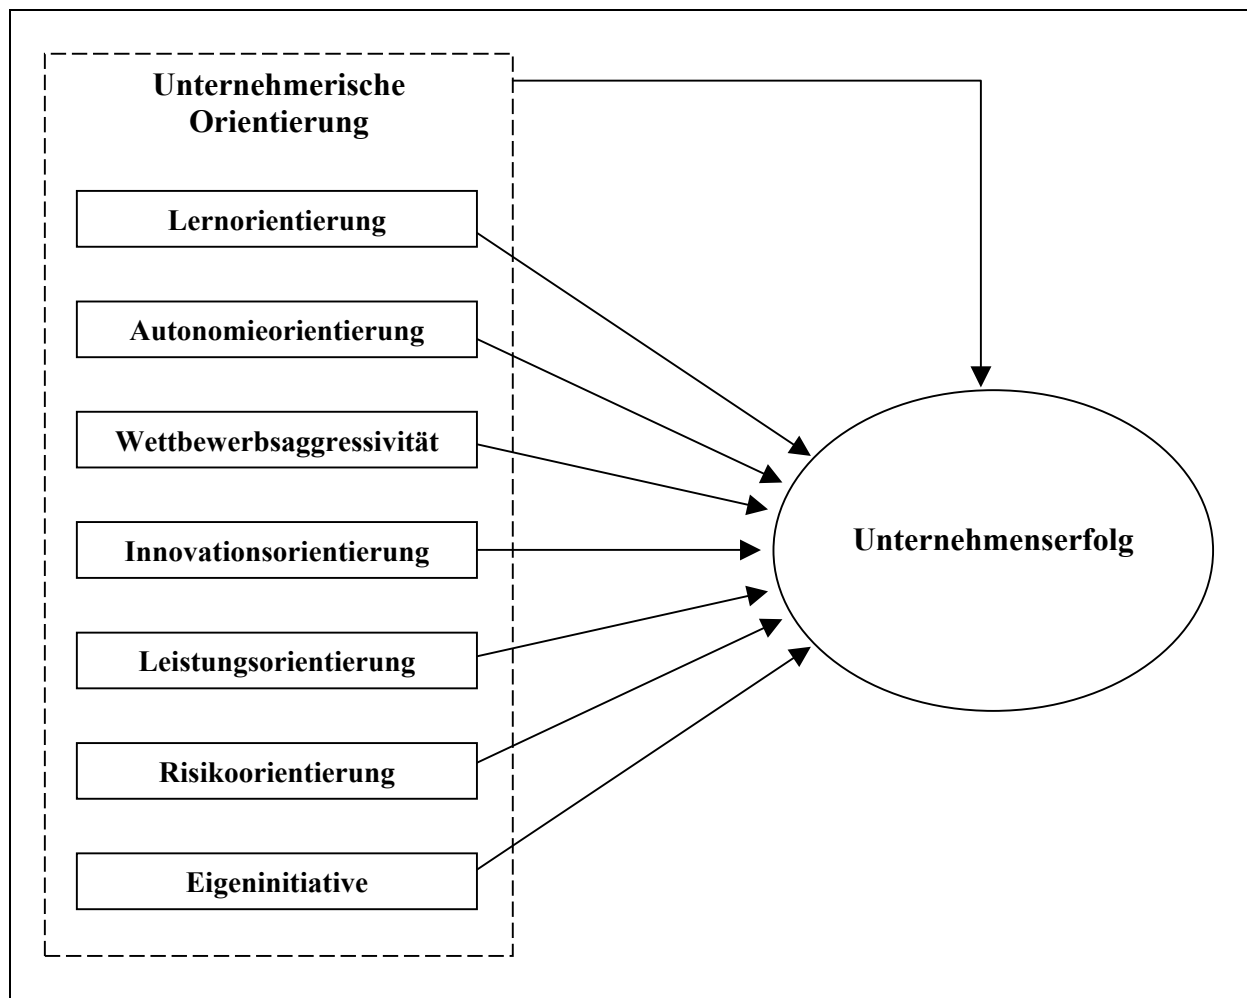 Unternehmerische
Orientierung
Lernorientierung
Autonomieorientierung
Wettbewerbsaggressivität
Innovationsorientierung
Unternehmenserfolg
Leistungsorientierung
Risikoorientierung
Eigeninitiative